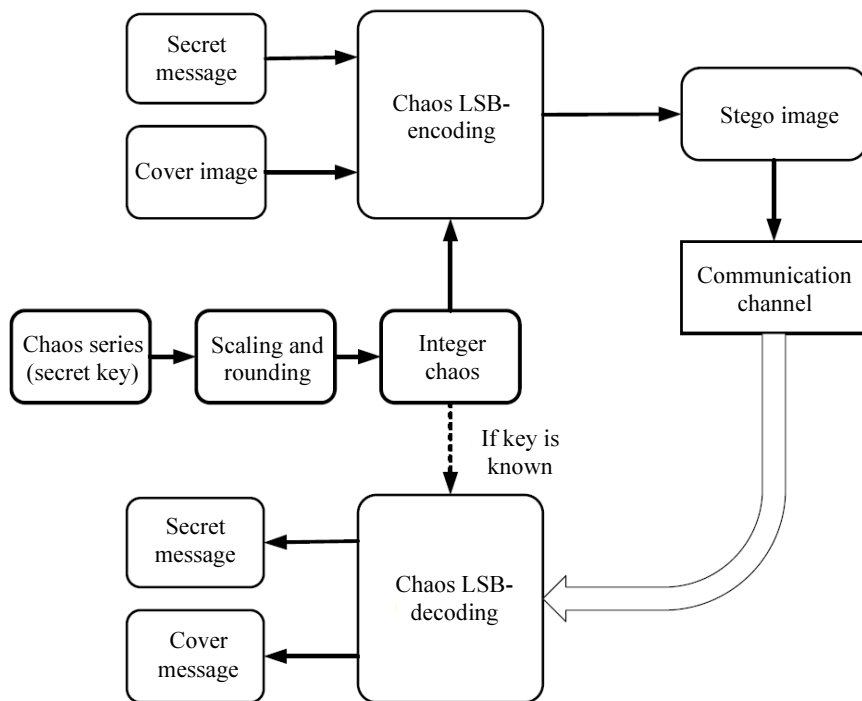 Secret
message
Cover image
Chaos LSB-
encoding
Stego image
Communication
channel
Chaos series
(secret key)
Scaling and
rounding
Integer
chaos
If key is
known
Secret
message
Cover
message
Chaos LSB-
decoding